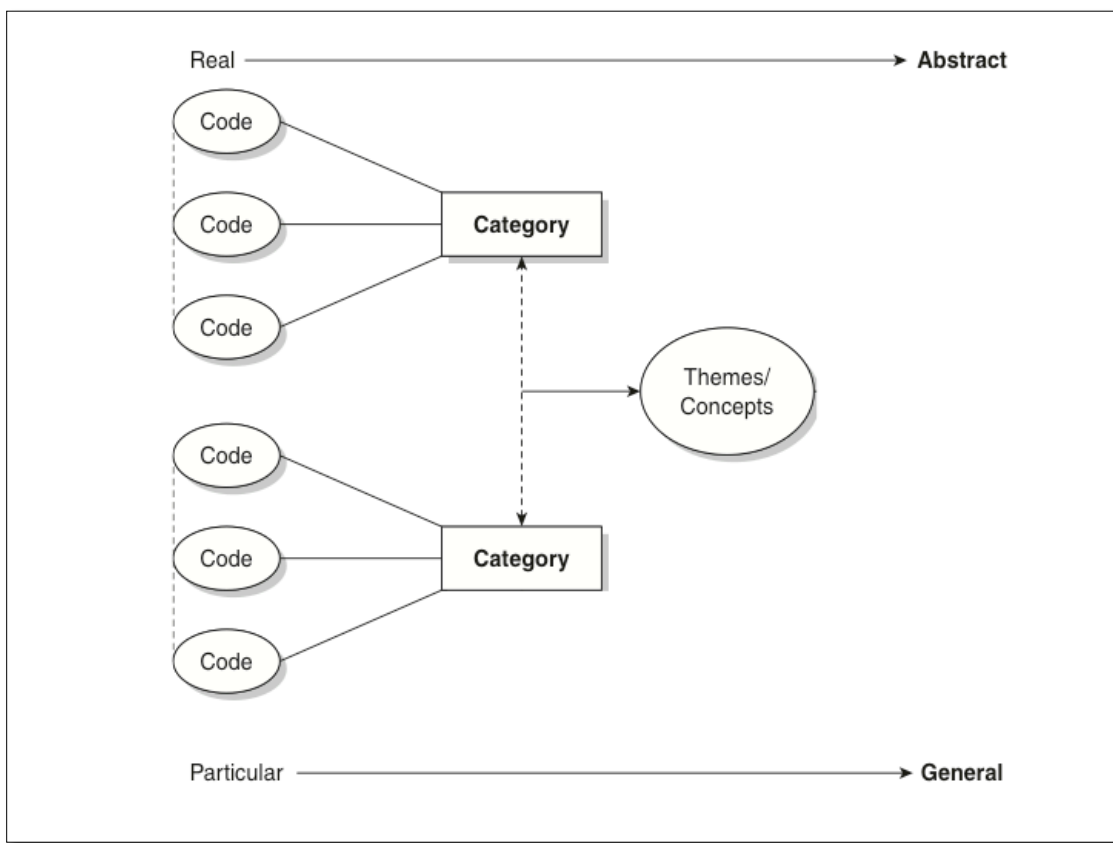 Real
Abstract
Code
Code
Category
Code
Themes/
Concepts
Code
Code
Category
Code
Particular
General